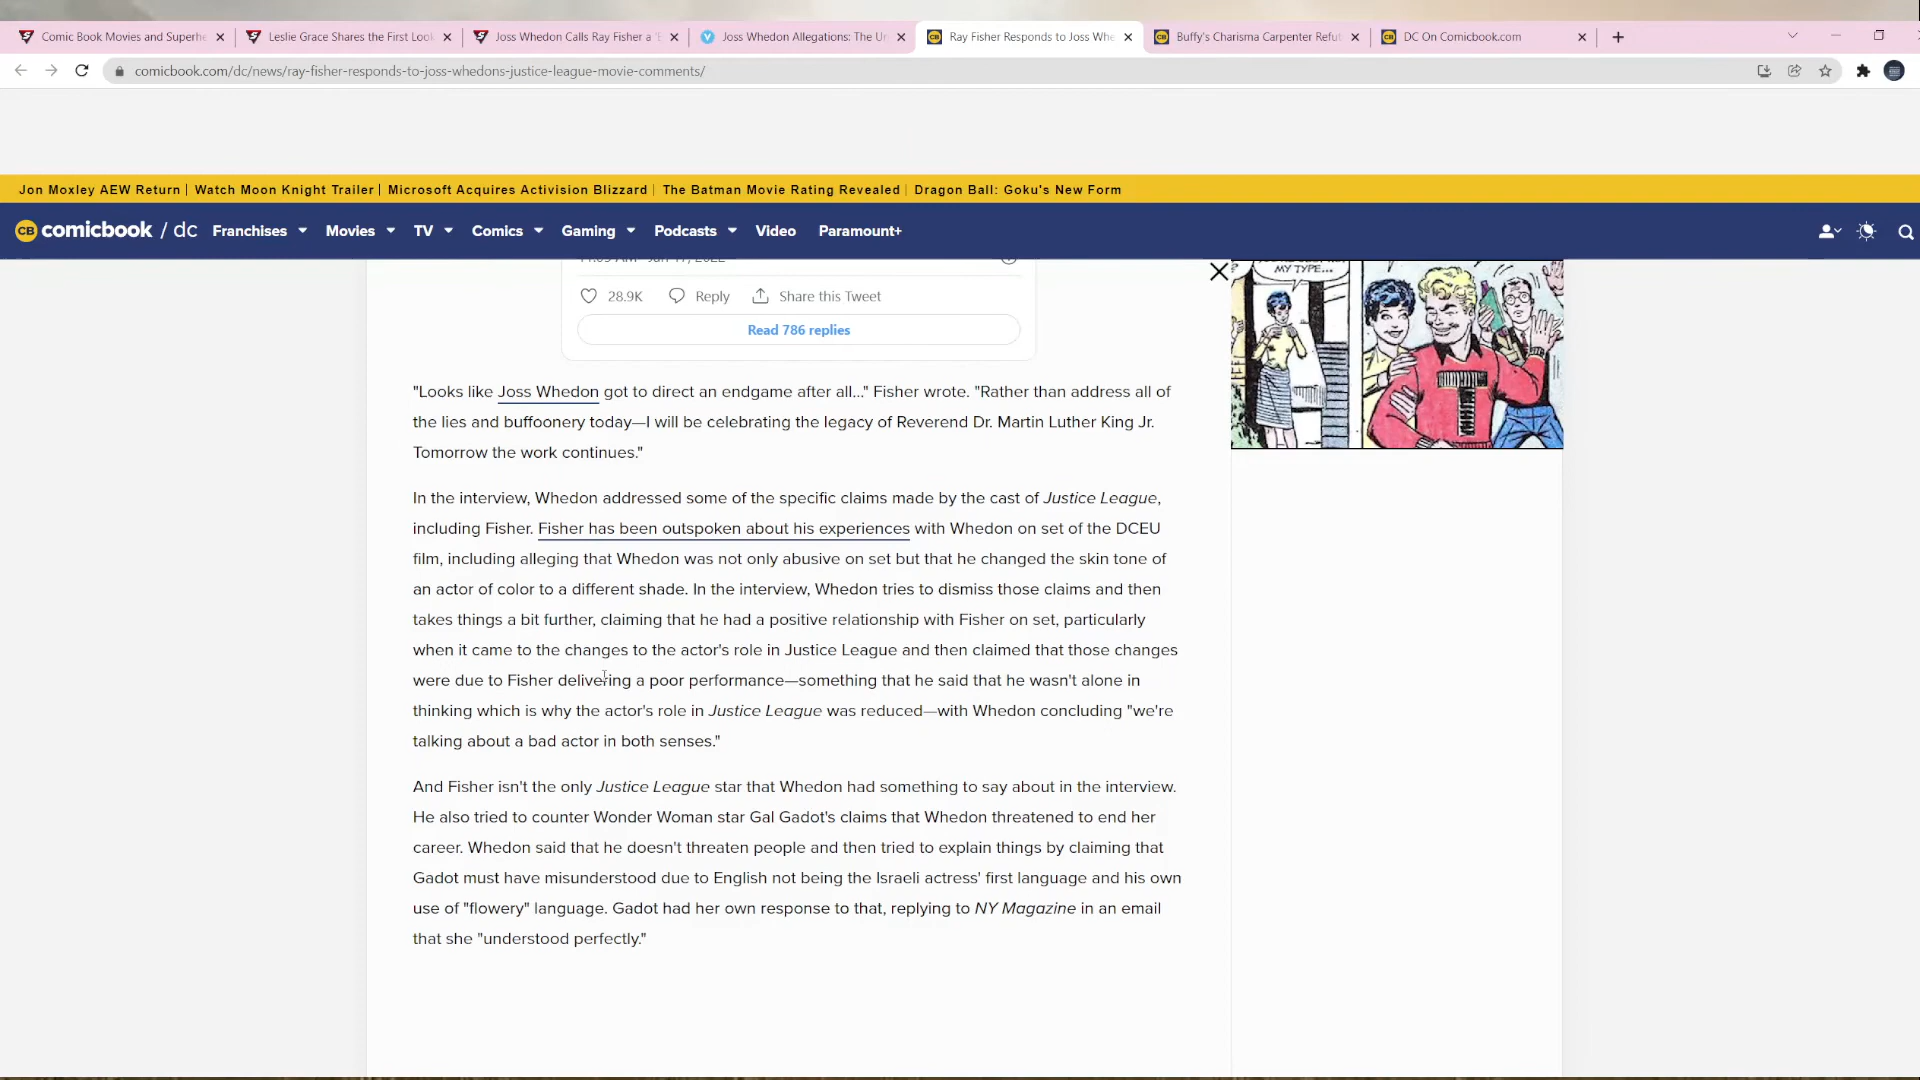 Comic Book Movies and Superhe
Leslie Grace Shares the First Look
Joss Whedon Calls Ray Fisher a 'B
Joss Whedon Allegations: The Un
Ray Fisher Responds to Joss Whe
Buffy's Charisma Carpenter Refut
DC On Comicbook.com
comicbook.com/dc/news/ray-fisher-responds-to-joss-whedons-justice-league-movie-comments/
Jon Moxley AEW Return | Watch Moon Knight Trailer | Microsoft Acquires Activision Blizzard | The Batman Movie Rating Revealed | Dragon Ball: Goku's New Form
CB comicbook / dc Franchises Movies TV Comics Gaming Podcasts Video Paramount+
MY TYPE...
28.9K Reply Share this Tweet
Read 786 replies
T
"Looks like Joss Whedon got to direct an endgame after all..." Fisher wrote. "Rather than address all of
the lies and buffoonery today—I will be celebrating the legacy of Reverend Dr. Martin Luther King Jr.
Tomorrow the work continues."
In the interview, Whedon addressed some of the specific claims made by the cast of Justice League,
including Fisher. Fisher has been outspoken about his experiences with Whedon on set of the DCEU
film, including alleging that Whedon was not only abusive on set but that he changed the skin tone of
an actor of color to a different shade. In the interview, Whedon tries to dismiss those claims and then
takes things a bit further, claiming that he had a positive relationship with Fisher on set, particularly
when it came to the changes to the actor's role in Justice League and then claimed that those changes
were due to Fisher delivering a poor performance—something that he said that he wasn't alone in
thinking which is why the actor's role in Justice League was reduced—with Whedon concluding "we're
talking about a bad actor in both senses."
And Fisher isn't the only Justice League star that Whedon had something to say about in the interview.
He also tried to counter Wonder Woman star Gal Gadot's claims that Whedon threatened to end her
career. Whedon said that he doesn't threaten people and then tried to explain things by claiming that
Gadot must have misunderstood due to English not being the Israeli actress' first language and his own
use of "flowery" language. Gadot had her own response to that, replying to NY Magazine in an email
that she "understood perfectly."